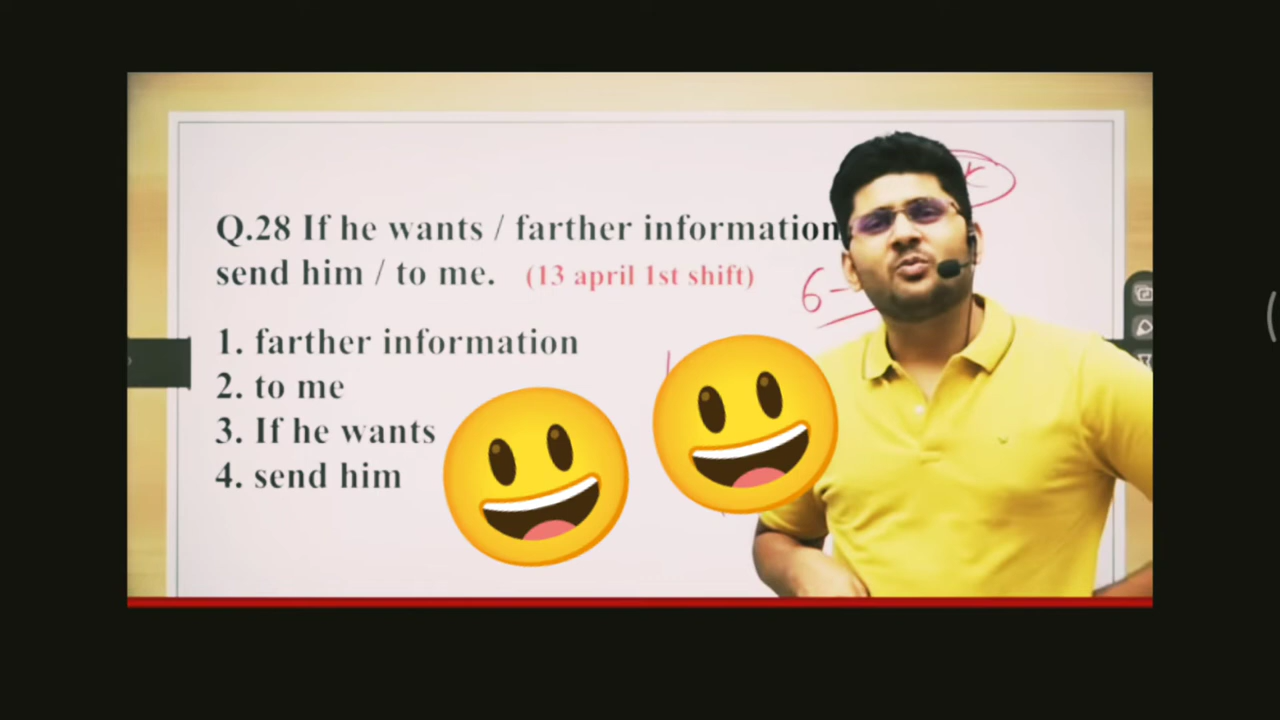 Q.28 If he wants / farther information
send him / to me. (13 april 1st shift)
6-
1. farther information
2. to me
3. If he wants
4. send him